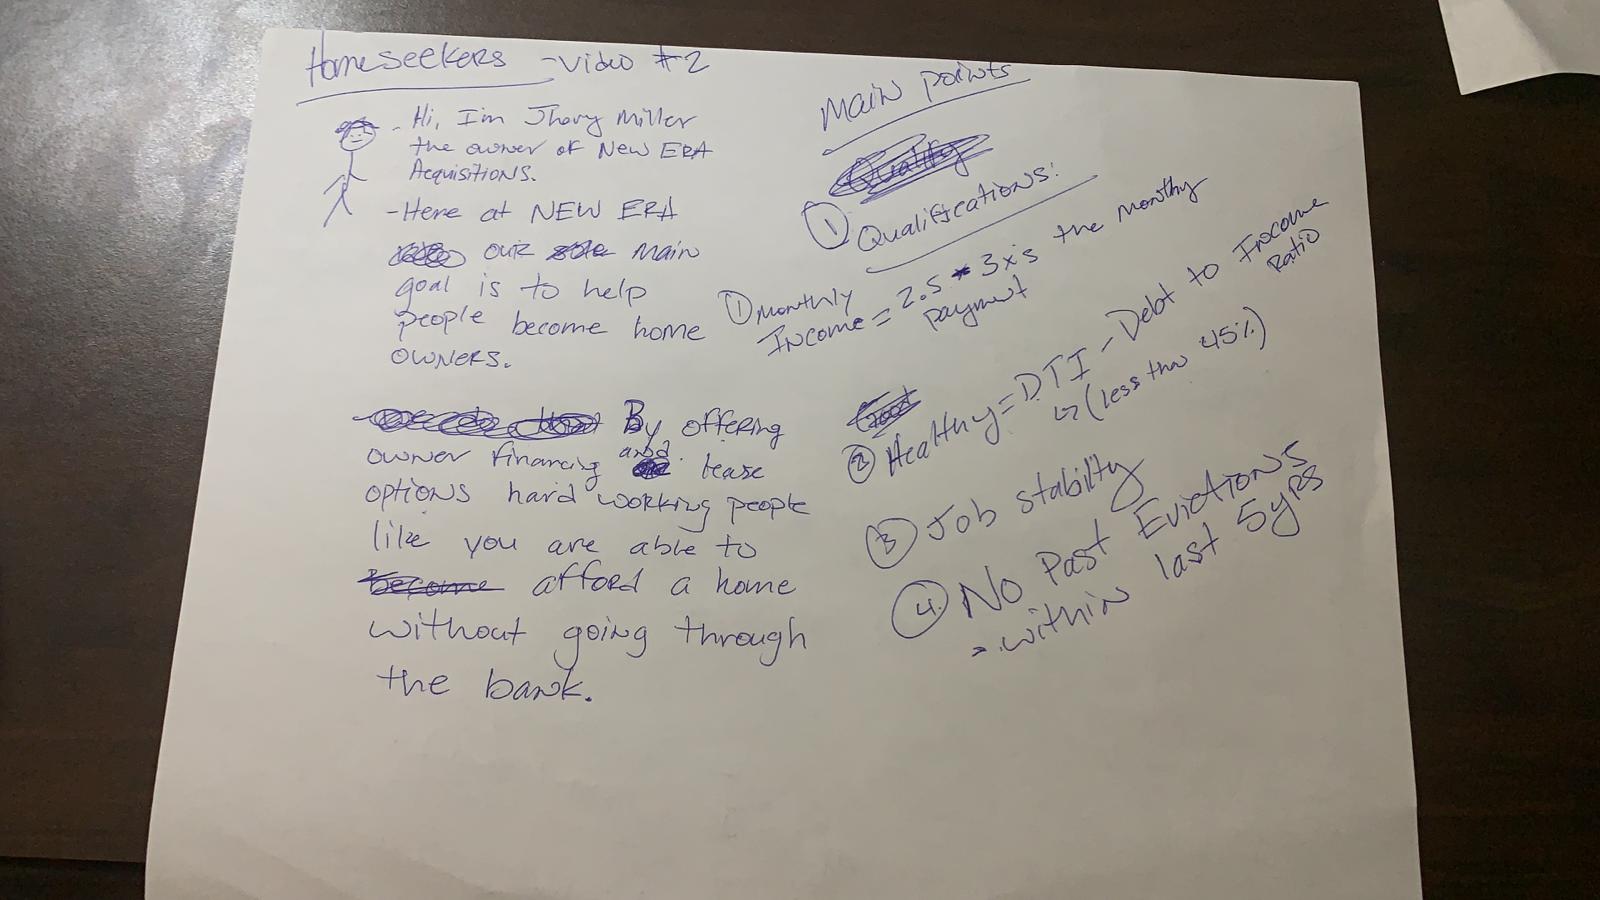 HomeSeekers - Video #2
- Hi, I'm Jhavy Miller
the owner of New ERA
Acquisitions.
- Here at NEW ERA
our main
goal is to help
people become home
owners.
By offering
owner financing and lease
options hard working people
like you are able to
become afford a home
without going through
the bank.
Main points
Quality
① Qualifications:
① Monthly
Income = 2.5 * 3x's the monthly
payment
② Healthy = DTI - Debt to Income
Ratio
↳ (less than 45%)
③ Job stability
④ No Past Evictions
within last 5yrs